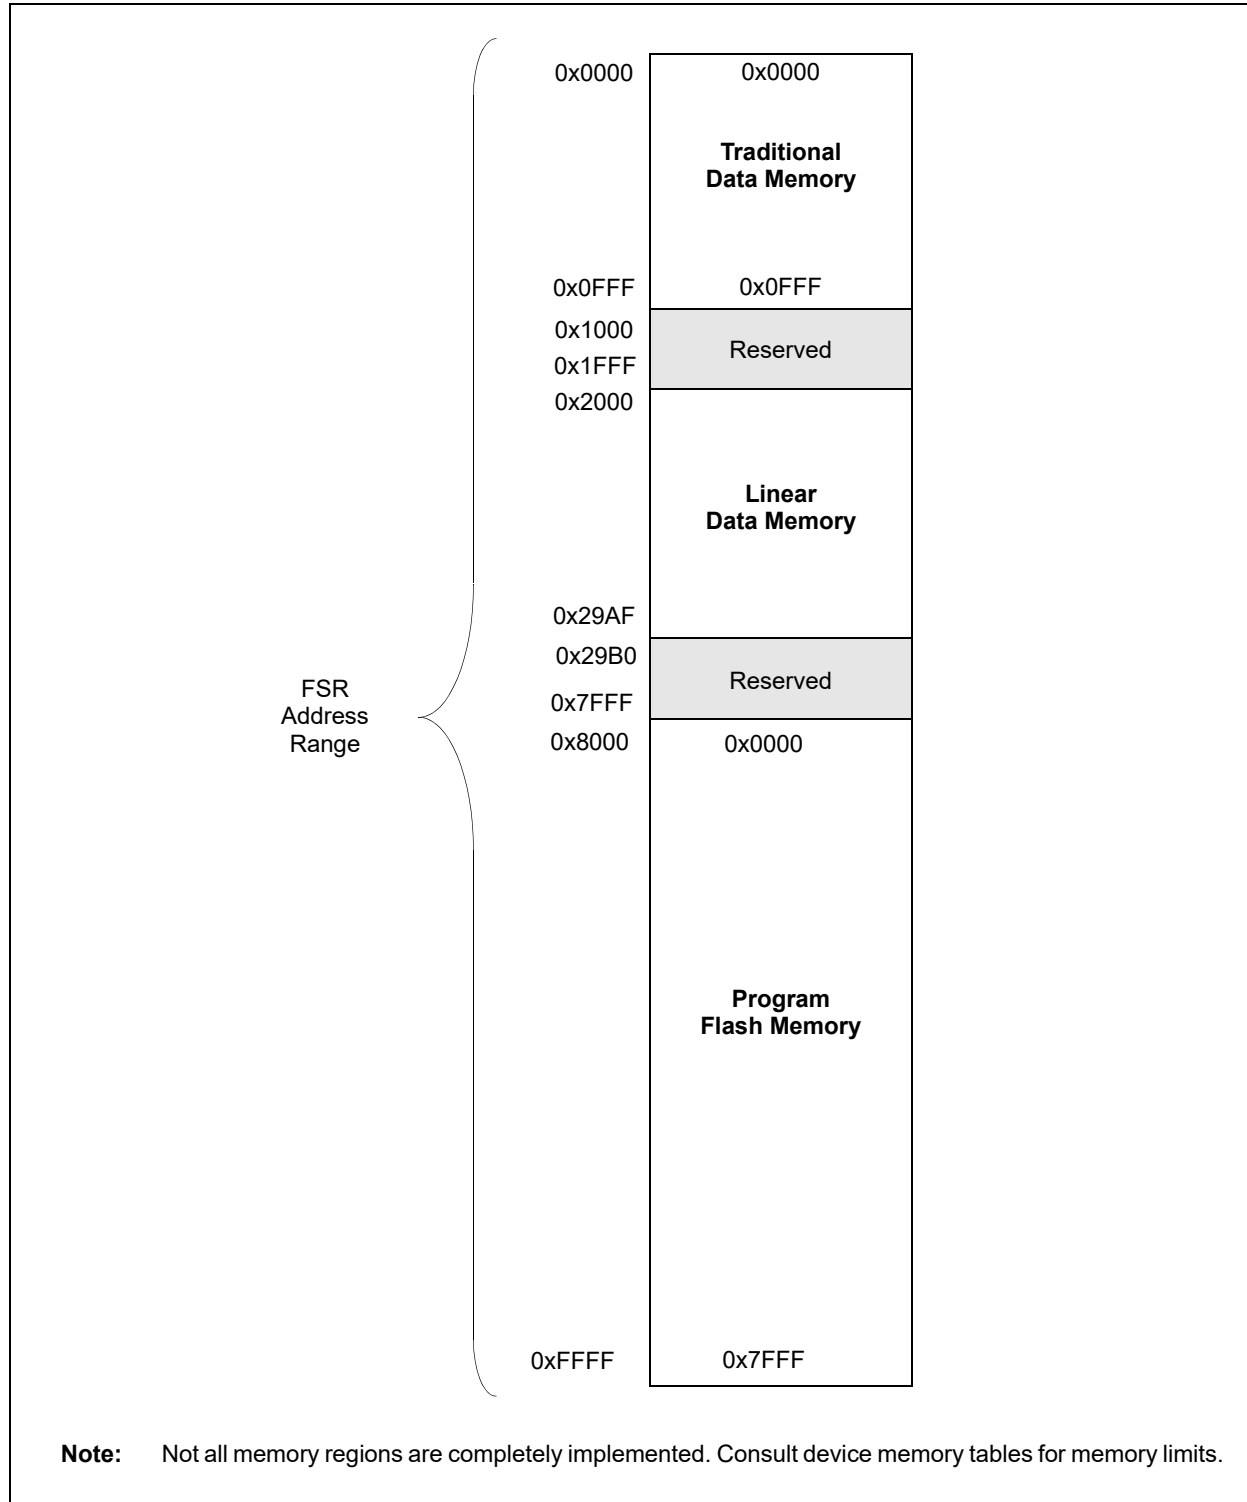 0x0000 0x0000
Traditional
Data Memory
0x0FFF 0x0FFF
0x1000
Reserved
0x1FFF
0x2000
Linear
Data Memory
0x29AF
0x29B0
Reserved
FSR
Address
Range
0x7FFF
0x8000 0x0000
Program
Flash Memory
0xFFFF 0x7FFF
Note: Not all memory regions are completely implemented. Consult device memory tables for memory limits.